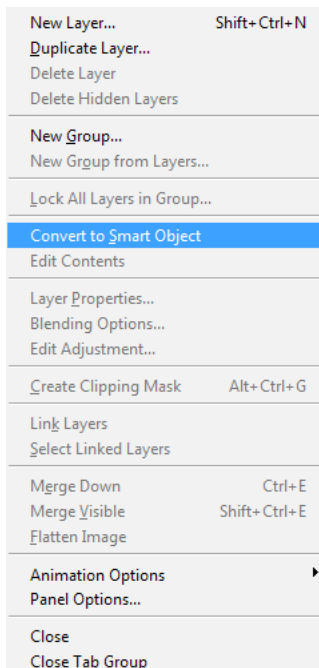 New Layer... Shift+Ctrl+N
Duplicate Layer...
Delete Layer
Delete Hidden Layers
New Group...
New Group from Layers...
Lock All Layers in Group...
Convert to Smart Object
Edit Contents
Layer Properties...
Blending Options...
Edit Adjustment...
Create Clipping Mask Alt+Ctrl+G
Link Layers
Select Linked Layers
Merge Down Ctrl+E
Merge Visible Shift+Ctrl+E
Flatten Image
Animation Options
Panel Options...
Close
Close Tab Group